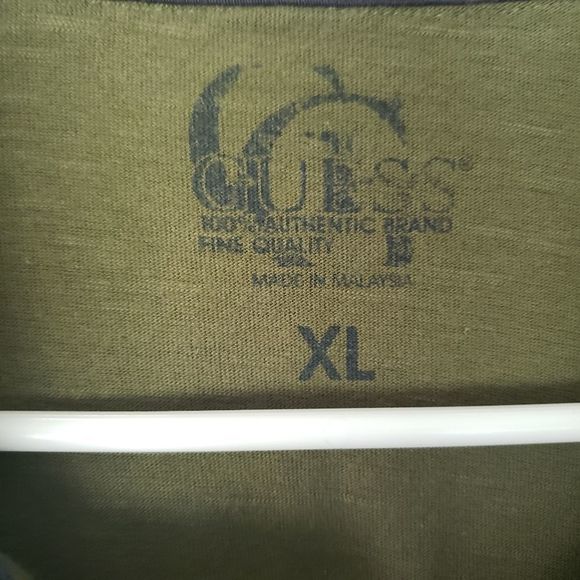 GUESS®
100% AUTHENTIC BRAND
FINE QUALITY
MADE IN MALAYSIA
XL